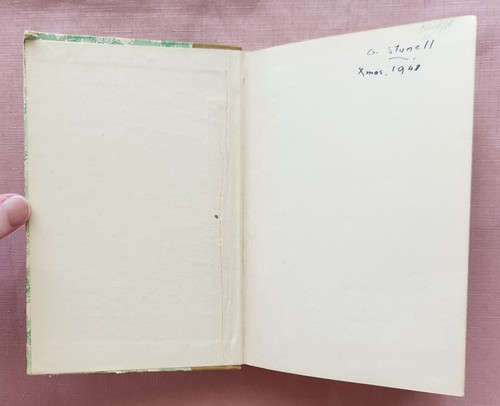 G. Stunell
Xmas. 1948